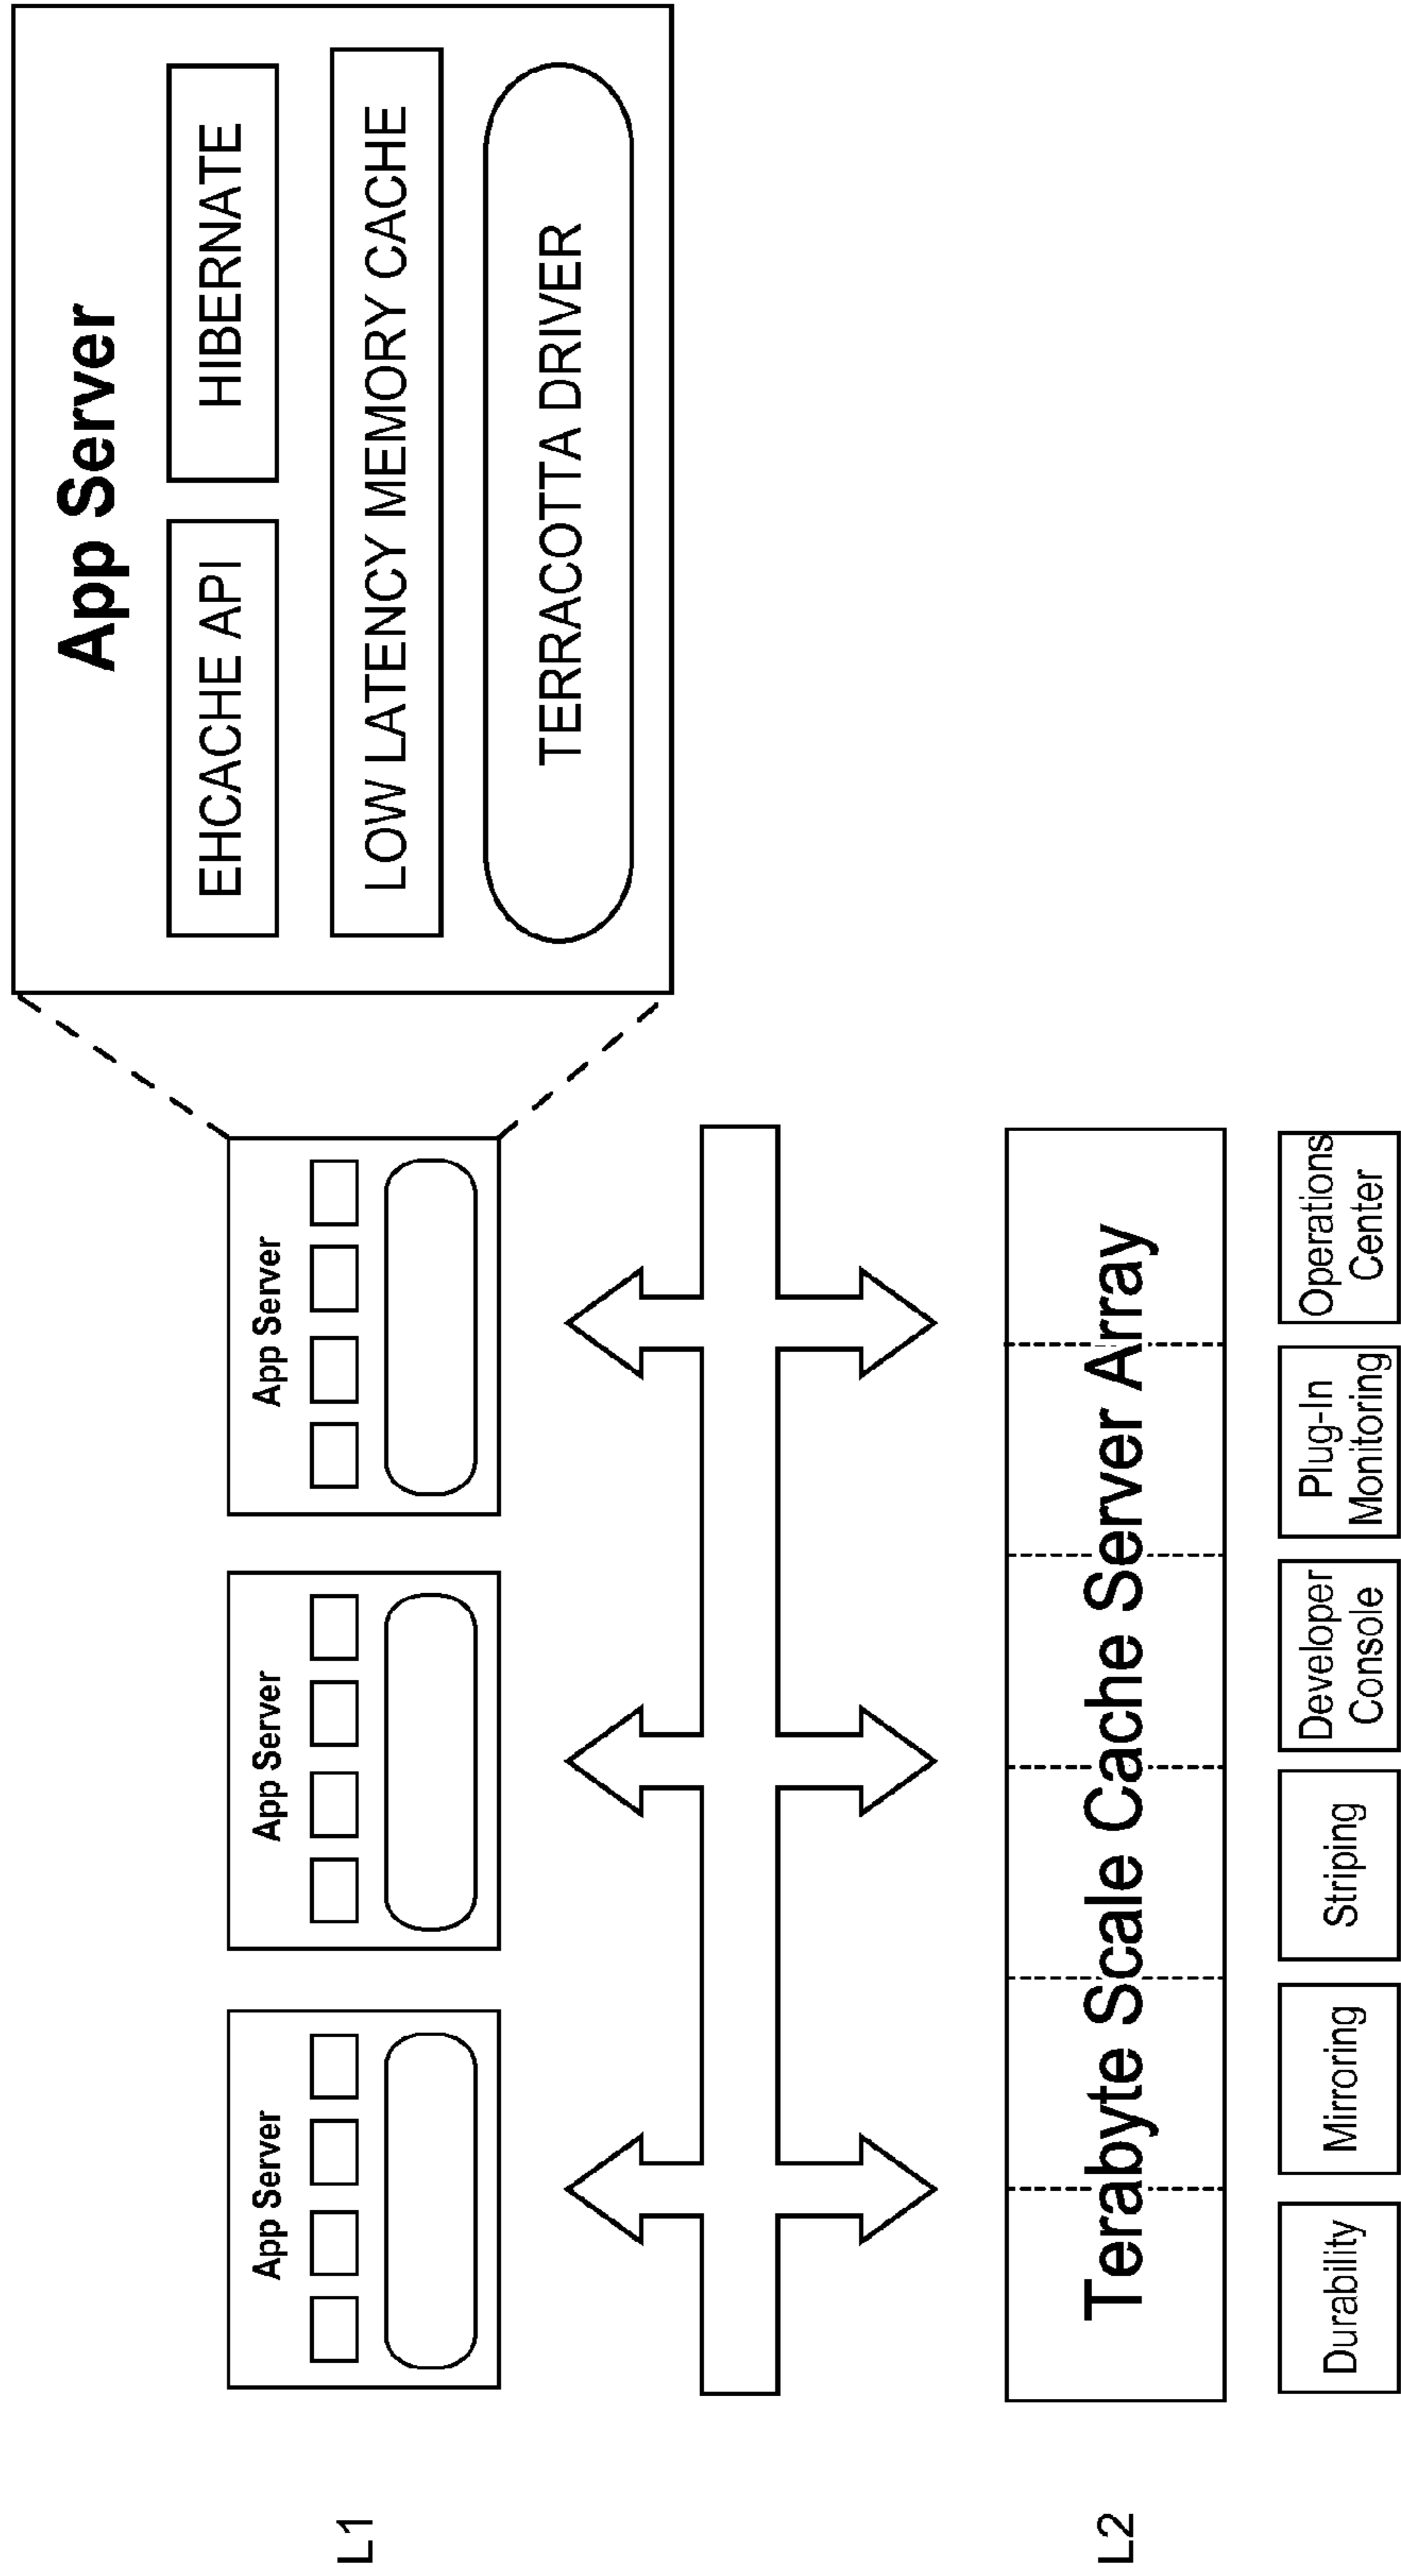 App Server
EHCACHE API
HIBERNATE
LOW LATENCY MEMORY CACHE
TERRACOTTA DRIVER
L1
App Server
App Server
App Server
L2
Terabyte Scale Cache Server Array
Durability
Mirroring
Striping
Developer
Console
Plug-In
Monitoring
Operations
Center